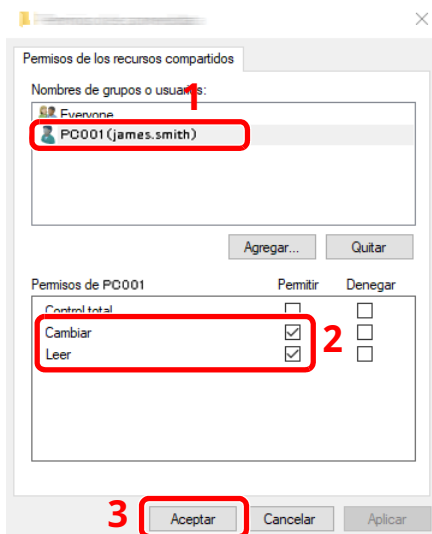 Permisos de los recursos compartidos
Nombres de grupos o usuarios:
1
Everyone
PC001(james.smith)
Agregar... Quitar
Permisos de PC001 Permitir Denegar
Control total
Cambiar
2
Leer
3
Aceptar Cancelar Aplicar